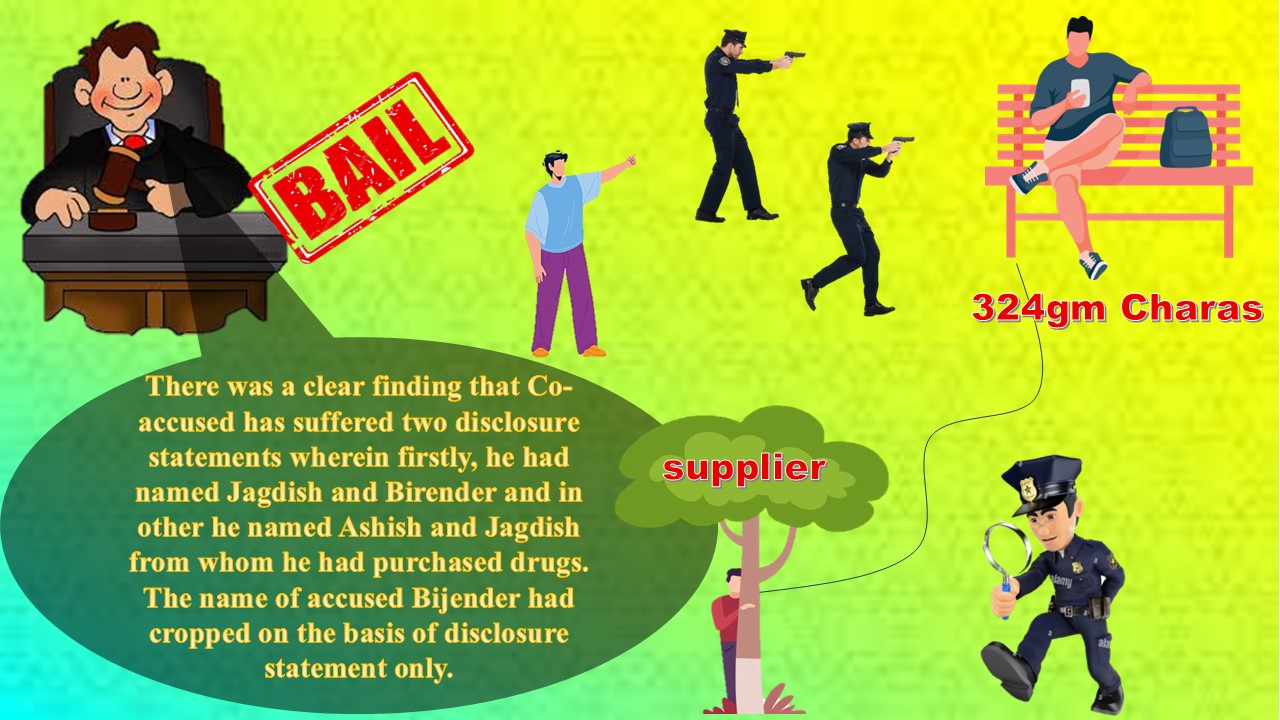 BAIL
324gm Charas
There was a clear finding that Co-
accused has suffered two disclosure
statements wherein firstly, he had
named Jagdish and Birender and in
other he named Ashish and Jagdish
from whom he had purchased drugs.
The name of accused Bijender had
cropped on the basis of disclosure
statement only.
supplier
alamy